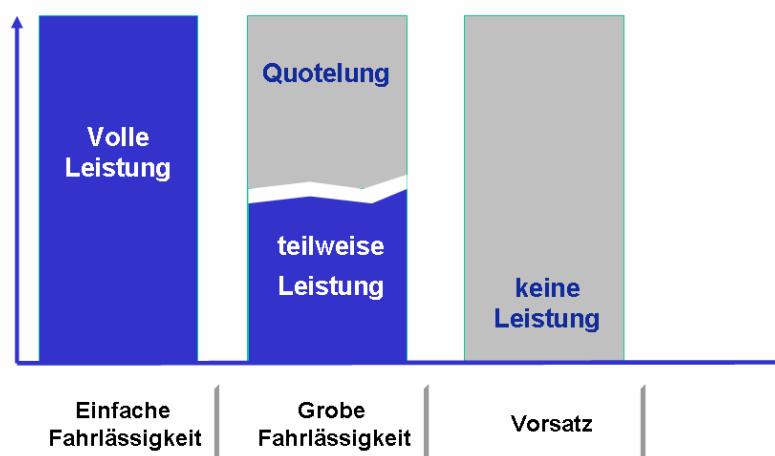 Volle
Leistung
Quotelung
teilweise
Leistung
keine
Leistung
Einfache
Fahrlässigkeit
Grobe
Fahrlässigkeit
Vorsatz